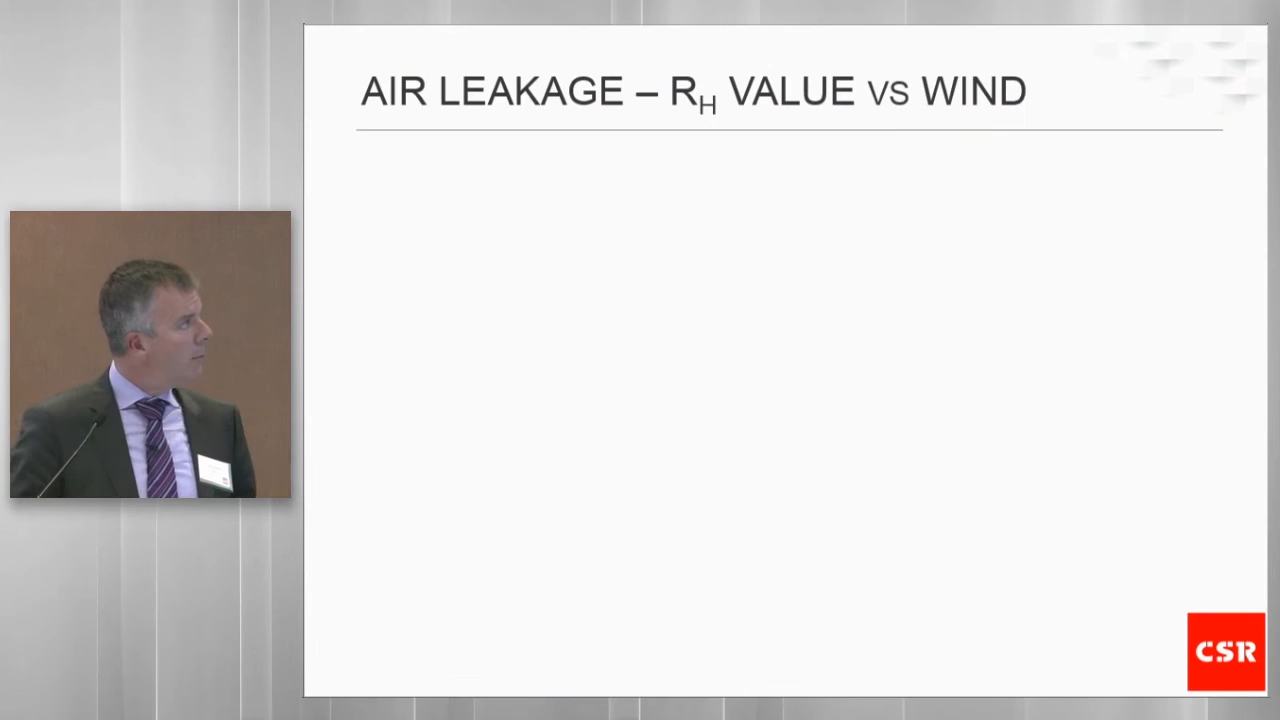 AIR LEAKAGE – RH VALUE VS WIND
CSR